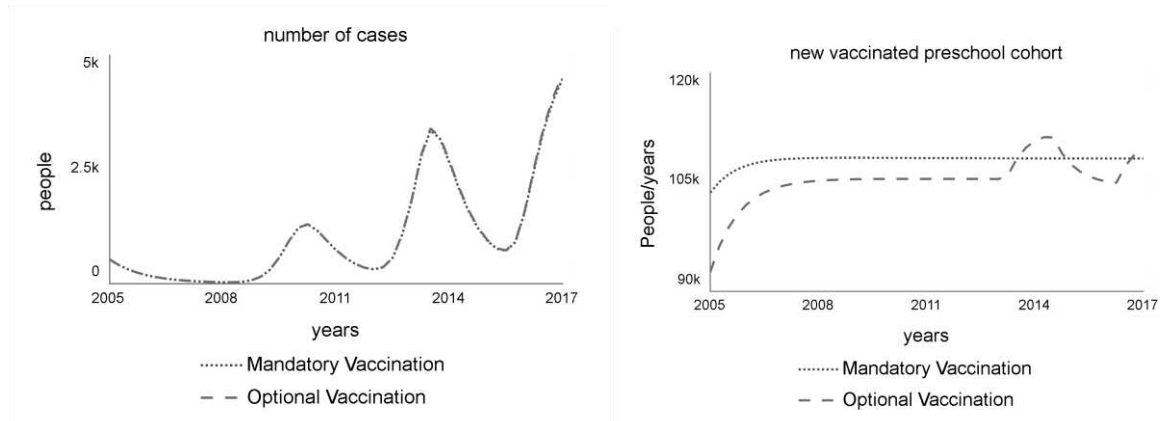 number of cases
5k
2.5k
0
people
2005 2008 2011 2014 2017
years
Mandatory Vaccination
Optional Vaccination
new vaccinated preschool cohort
120k
105k
90k
People/years
2005 2008 2011 2014 2017
years
Mandatory Vaccination
Optional Vaccination